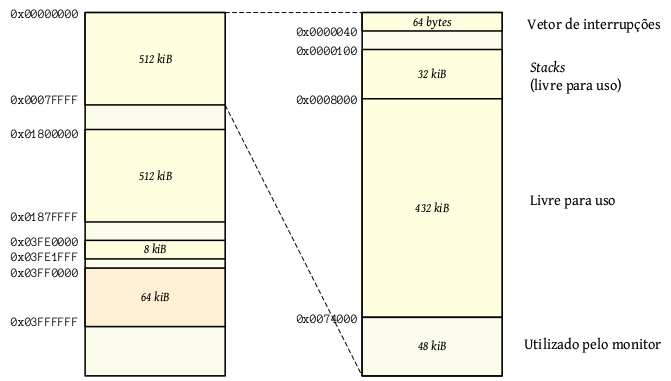 0x00000000
512 kiB
0x0007FFFF
0x01800000
512 kiB
0x0187FFFF
0x03FE0000
8 kiB
0x03FE1FFF
0x03FF0000
64 kiB
0x03FFFFFF
64 bytes
Vetor de interrupções
0x0000040
0x0000100
32 kiB
Stacks
(livre para uso)
0x0008000
432 kiB
Livre para uso
0x0074000
48 kiB
Utilizado pelo monitor